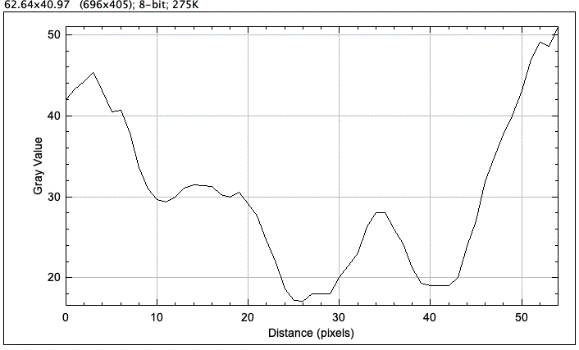 62.64x40.97 (696x405); 8-bit; 275K
50
40
30
20
Gray Value
0 10 20 30 40 50
Distance (pixels)